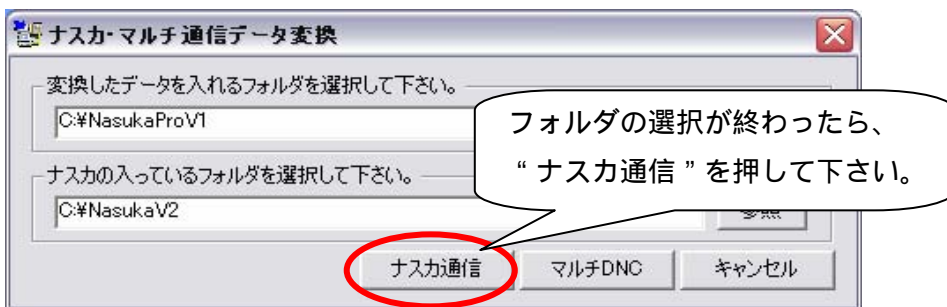 ナスカ・マルチ通信データ変換
変換したデータを入れるフォルダを選択して下さい。
C:¥NasukaProV1
フォルダの選択が終わったら、
“ナスカ通信”を押して下さい。
ナスカの入っているフォルダを選択して下さい。
C:¥NasukaV2
参照
ナスカ通信
マルチDNC
キャンセル